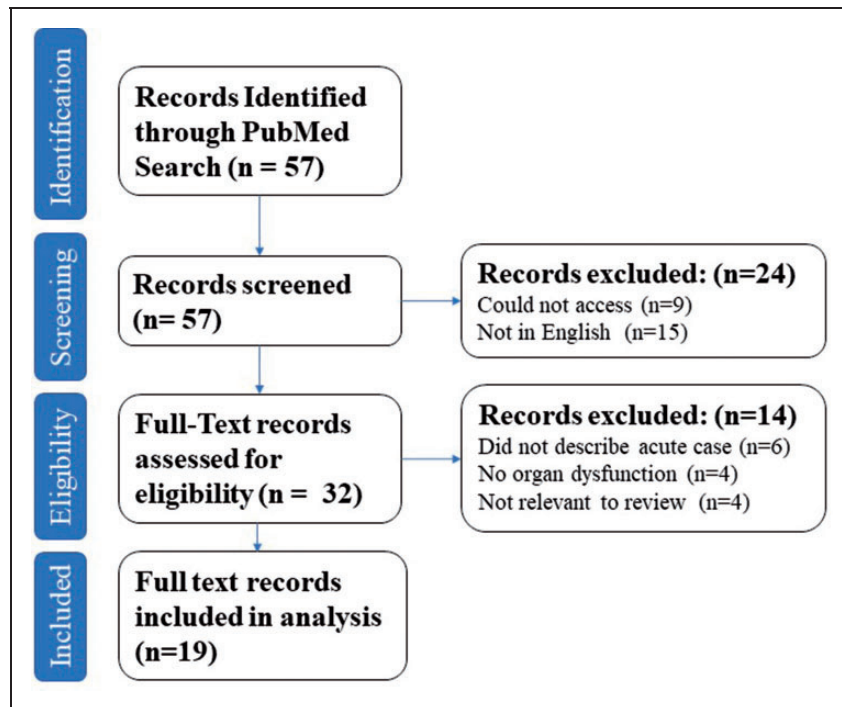 Identification
Records Identified
through PubMed
Search (n = 57)
Screening
Records screened
(n= 57)
Records excluded: (n=24)
Could not access (n=9)
Not in English (n=15)
Eligibility
Full-Text records
assessed for
eligibility (n = 32)
Records excluded: (n=14)
Did not describe acute case (n=6)
No organ dysfunction (n=4)
Not relevant to review (n=4)
Included
Full text records
included in analysis
(n=19)